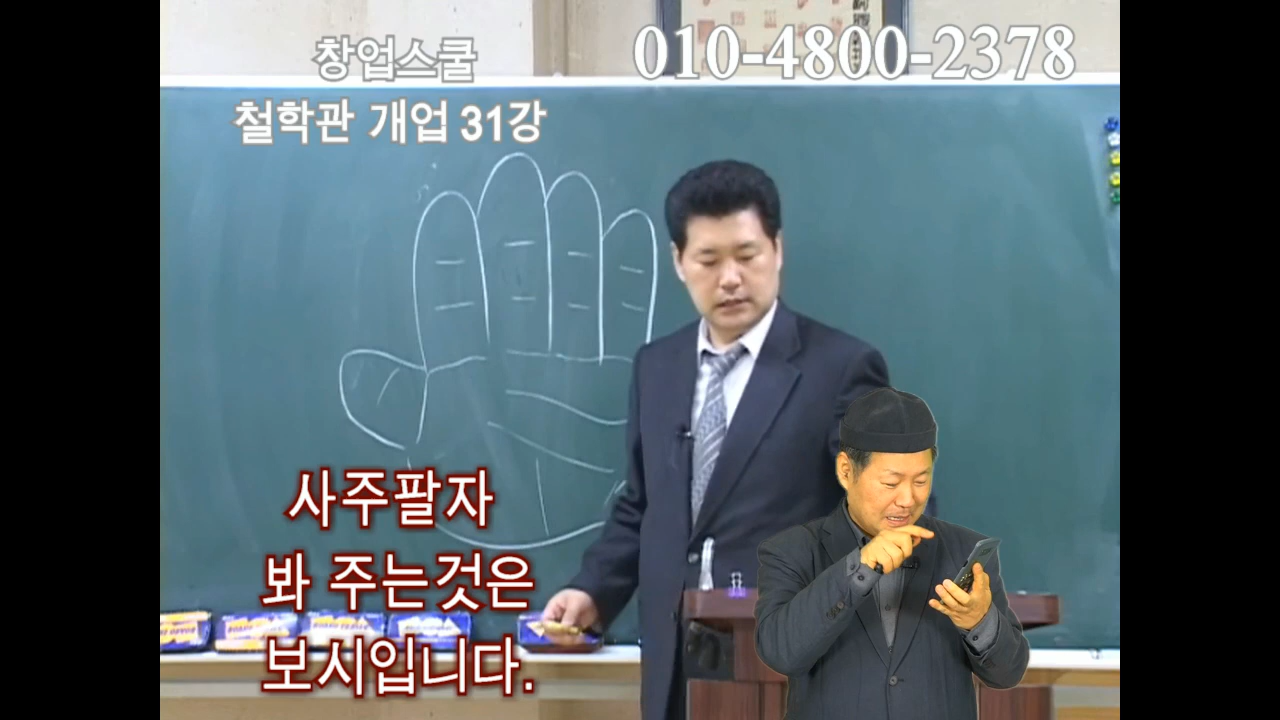 창업스쿨
010-4800-2378
철학관 개업 31강
사주팔자
봐 주는것은
보시입니다.